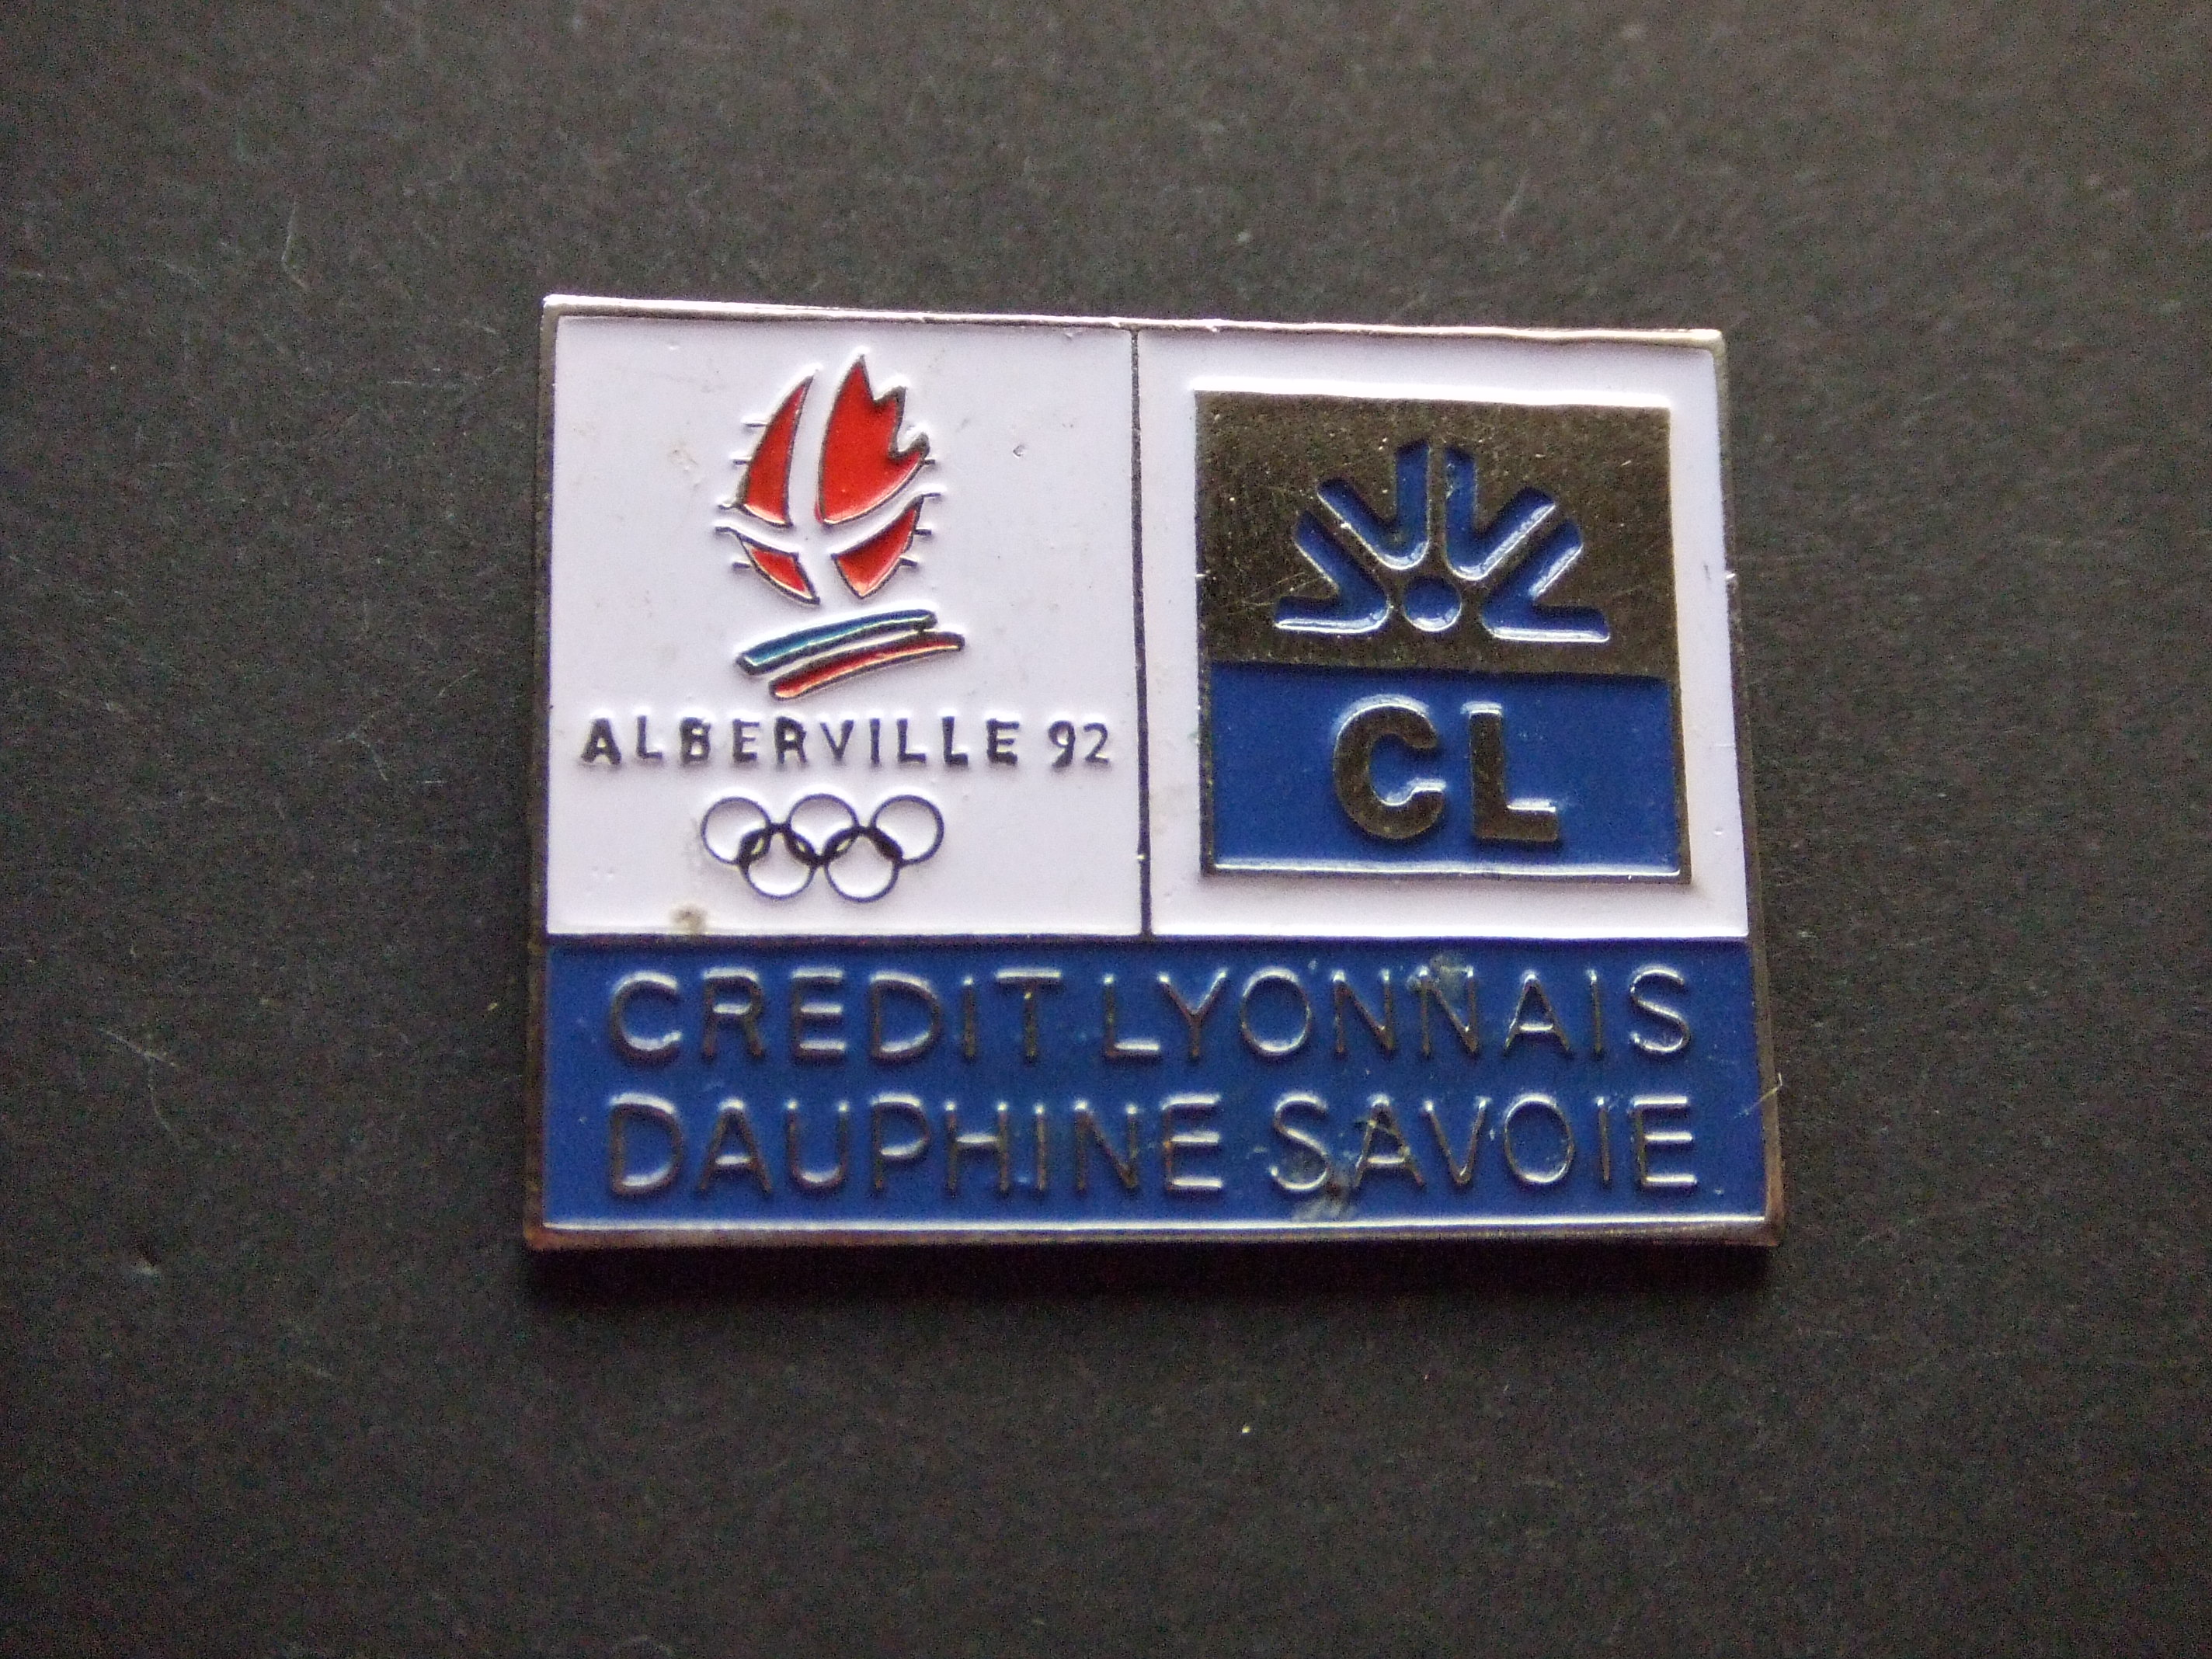 ALBERVILLE 92
CL
CREDIT LYONNAIS
DAUPHINE SAVOIE